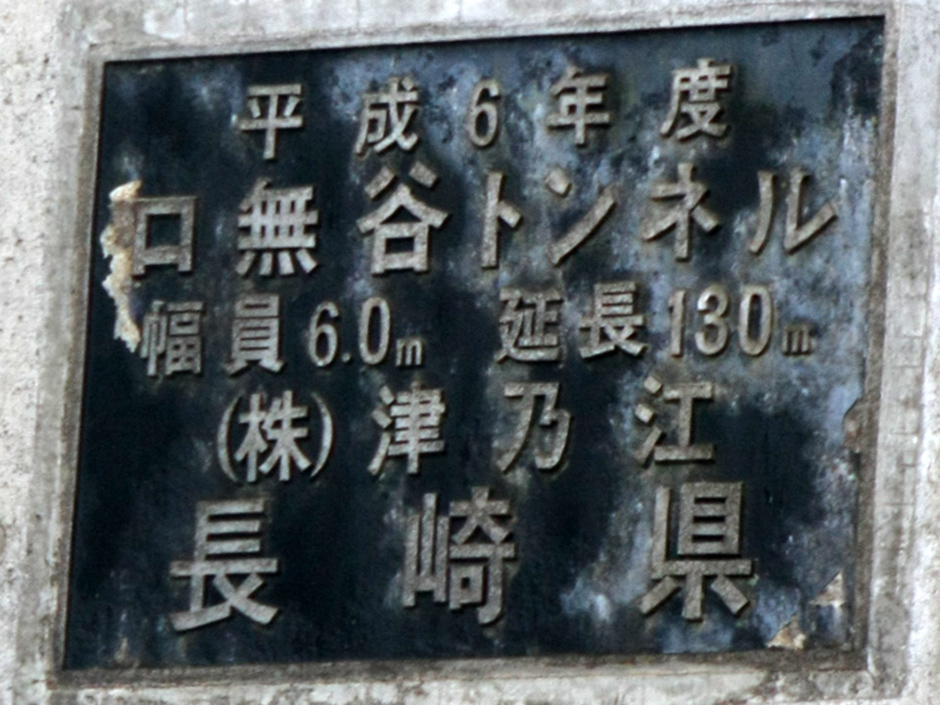 平成6年度
口無谷トンネル
幅員6.0m 延長130m
(株)津乃江
長崎県